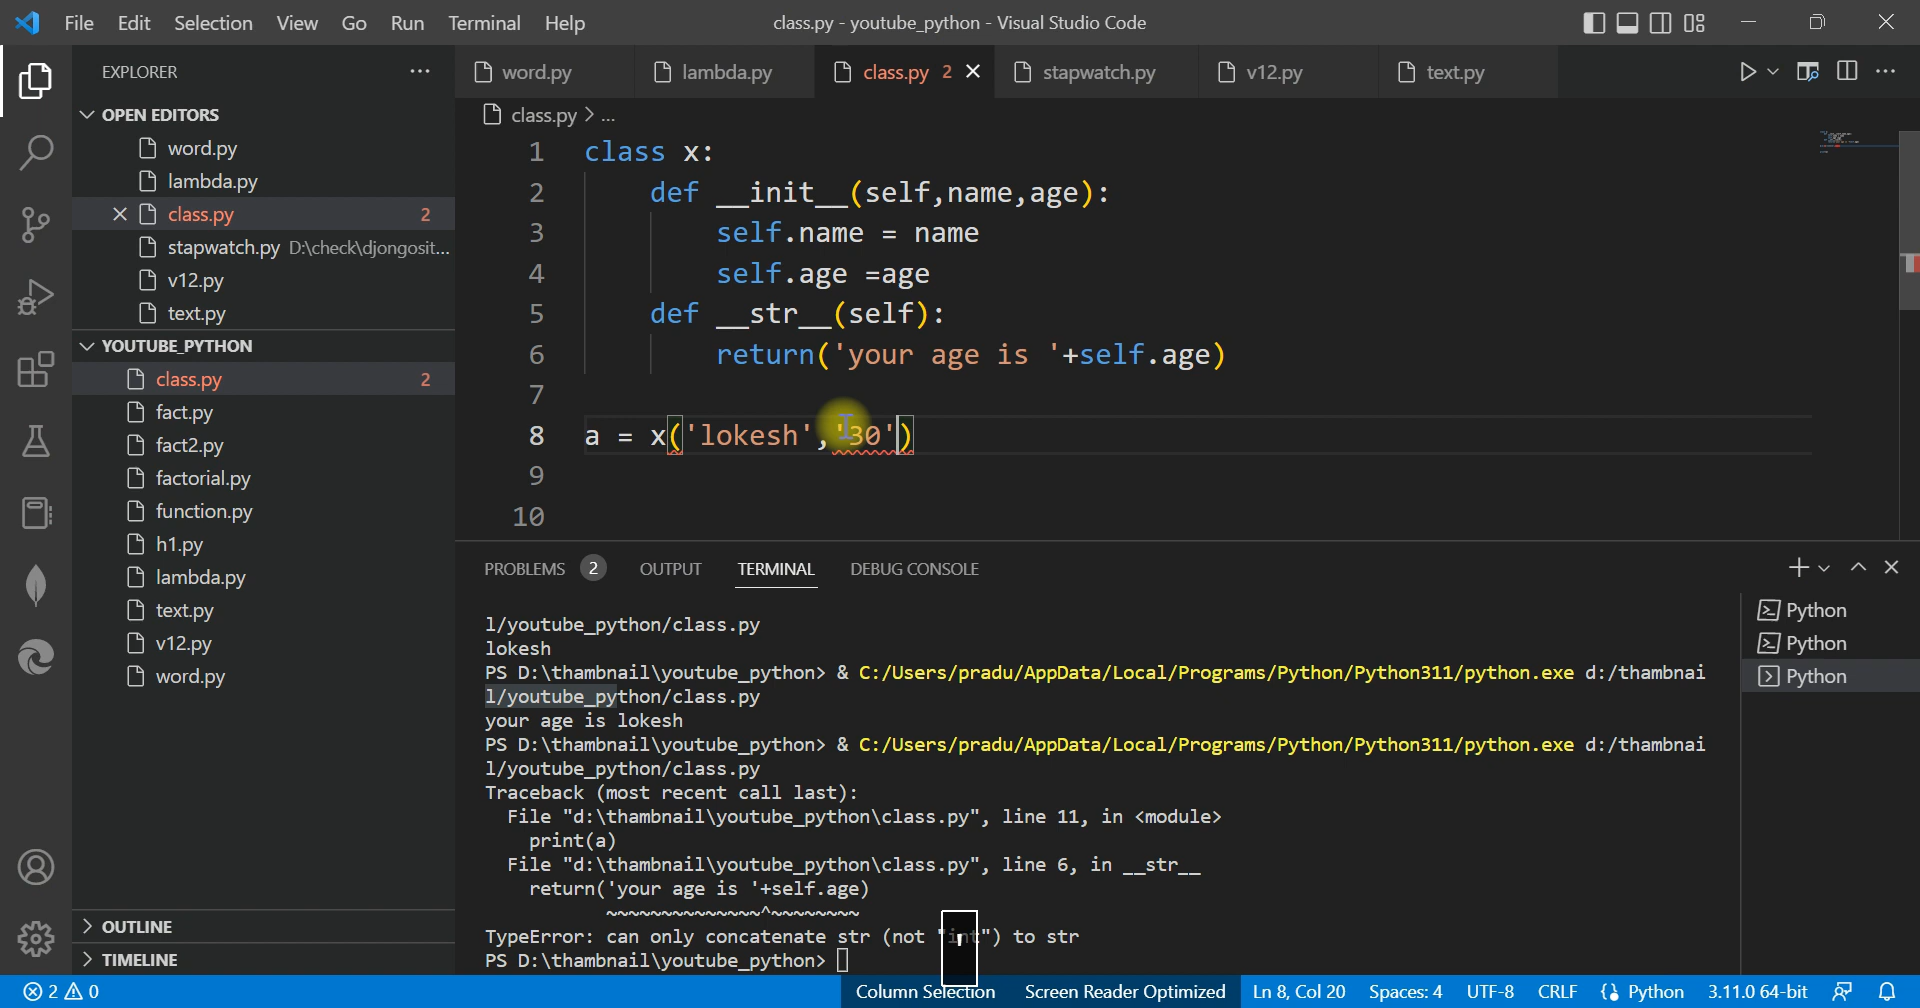 File Edit Selection View Go Run Terminal Help class.py - youtube_python - Visual Studio Code
EXPLORER
OPEN EDITORS
word.py
lambda.py
class.py 2
stapwatch.py D:\check\djongosit...
v12.py
text.py
YOUTUBE_PYTHON
class.py 2
fact.py
fact2.py
factorial.py
function.py
h1.py
lambda.py
text.py
v12.py
word.py
OUTLINE
TIMELINE
word.py lambda.py class.py 2 stapwatch.py v12.py text.py
class.py > ...
1 class x:
2 def __init__(self,name,age):
3 self.name = name
4 self.age =age
5 def __str__(self):
6 return('your age is '+self.age)
7
8 a = x('lokesh','30')
9
10
PROBLEMS 2 OUTPUT TERMINAL DEBUG CONSOLE
l/youtube_python/class.py
lokesh
PS D:\thambnail\youtube_python> & C:/Users/pradu/AppData/Local/Programs/Python/Python311/python.exe d:/thambnai
l/youtube_python/class.py
your age is lokesh
PS D:\thambnail\youtube_python> & C:/Users/pradu/AppData/Local/Programs/Python/Python311/python.exe d:/thambnai
l/youtube_python/class.py
Traceback (most recent call last):
File "d:\thambnail\youtube_python\class.py", line 11, in <module>
print(a)
File "d:\thambnail\youtube_python\class.py", line 6, in __str__
return('your age is '+self.age)
~~~~~~~~~~~~~~^~~~~~~~~
TypeError: can only concatenate str (not "int") to str
PS D:\thambnail\youtube_python>
Python
Python
Python
'
2 0 Column Selection Screen Reader Optimized Ln 8, Col 20 Spaces: 4 UTF-8 CRLF Python 3.11.0 64-bit